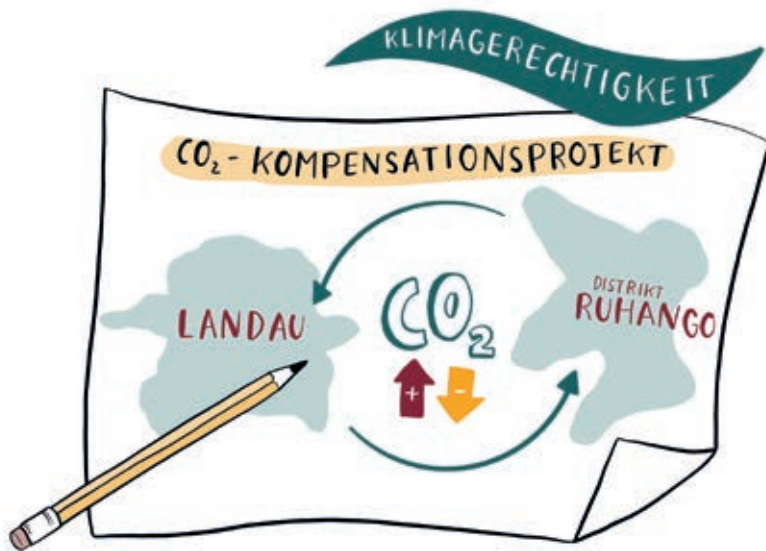 KLIMAGERECHTIGKEIT
CO₂-KOMPENSATIONSPROJEKT
LANDAU
CO₂
+ -
DISTRIKT
RUHANGO